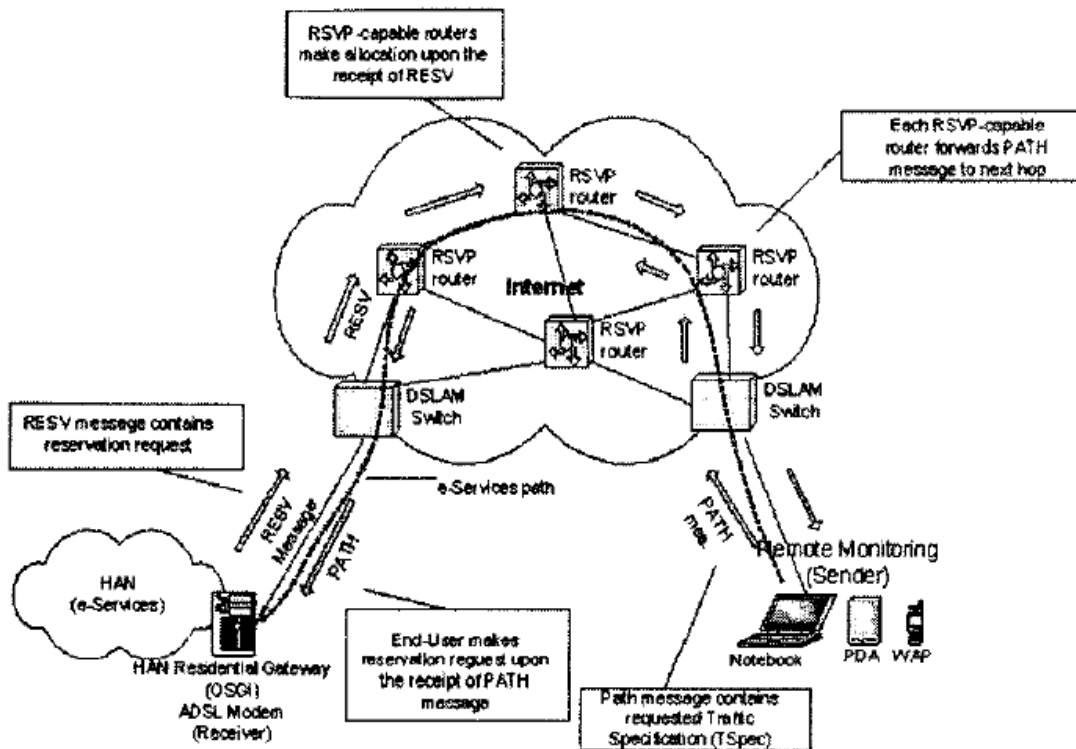 RSVP-capable routers
make allocation upon the
receipt of RESV
Each RSVP-capable
router forwards PATH
message to next hop
RSVP
router
RSVP
router
RSVP
router
Internet
RSVP
router
RESV
DSLAM
Switch
DSLAM
Switch
RESV message contains
reservation request
e-Services path
RESV
Message
PATH
PATH
mes.
Remote Monitoring
(Sender)
HAN
(e-Services)
HAN Residential Gateway
(OSGI)
ADSL Modem
(Receiver)
End-User makes
reservation reguest upon
the receipt of PATH
message
Notebook
PDA
WAP
Path message contains
requested Traffic
Specification (TSpec)